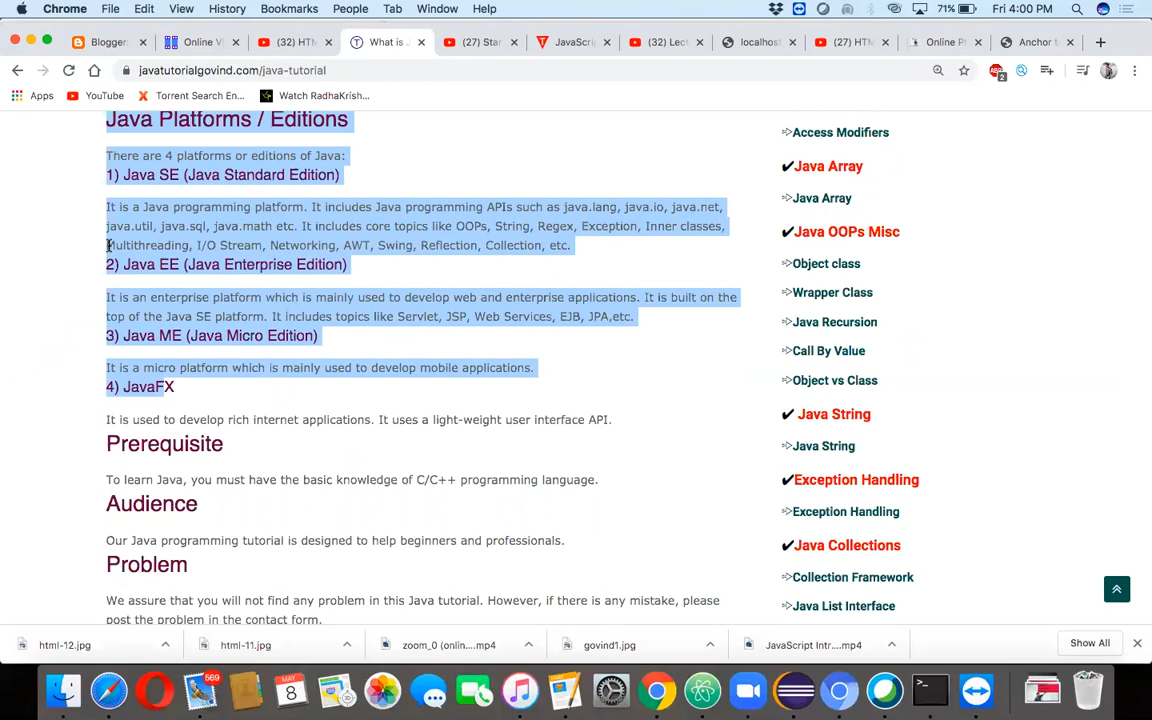 Chrome File Edit View History Bookmarks People Tab Window Help 71% Fri 4:00 PM
Blogger: Online V (32) HTM What is J (27) Star JavaScri (32) Lect localhos (27) HTM Online P Anchor t
javatutorialgovind.com/java-tutorial
2
Apps YouTube Torrent Search En... Watch RadhaKrish...
Java Platforms / Editions
There are 4 platforms or editions of Java:
1) Java SE (Java Standard Edition)
It is a Java programming platform. It includes Java programming APIs such as java.lang, java.io, java.net,
java.util, java.sql, java.math etc. It includes core topics like OOPs, String, Regex, Exception, Inner classes,
Multithreading, I/O Stream, Networking, AWT, Swing, Reflection, Collection, etc.
2) Java EE (Java Enterprise Edition)
It is an enterprise platform which is mainly used to develop web and enterprise applications. It is built on the
top of the Java SE platform. It includes topics like Servlet, JSP, Web Services, EJB, JPA,etc.
3) Java ME (Java Micro Edition)
It is a micro platform which is mainly used to develop mobile applications.
4) JavaFX
It is used to develop rich internet applications. It uses a light-weight user interface API.
Prerequisite
To learn Java, you must have the basic knowledge of C/C++ programming language.
Audience
Our Java programming tutorial is designed to help beginners and professionals.
Problem
We assure that you will not find any problem in this Java tutorial. However, if there is any mistake, please
post the problem in the contact form.
Access Modifiers
✔Java Array
Java Array
✔Java OOPs Misc
Object class
Wrapper Class
Java Recursion
Call By Value
Object vs Class
✔ Java String
Java String
✔Exception Handling
Exception Handling
✔Java Collections
Collection Framework
Java List Interface
html-12.jpg html-11.jpg zoom_0 (onlin....mp4 govind1.jpg JavaScript Intr....mp4 Show All
569
MAY
8